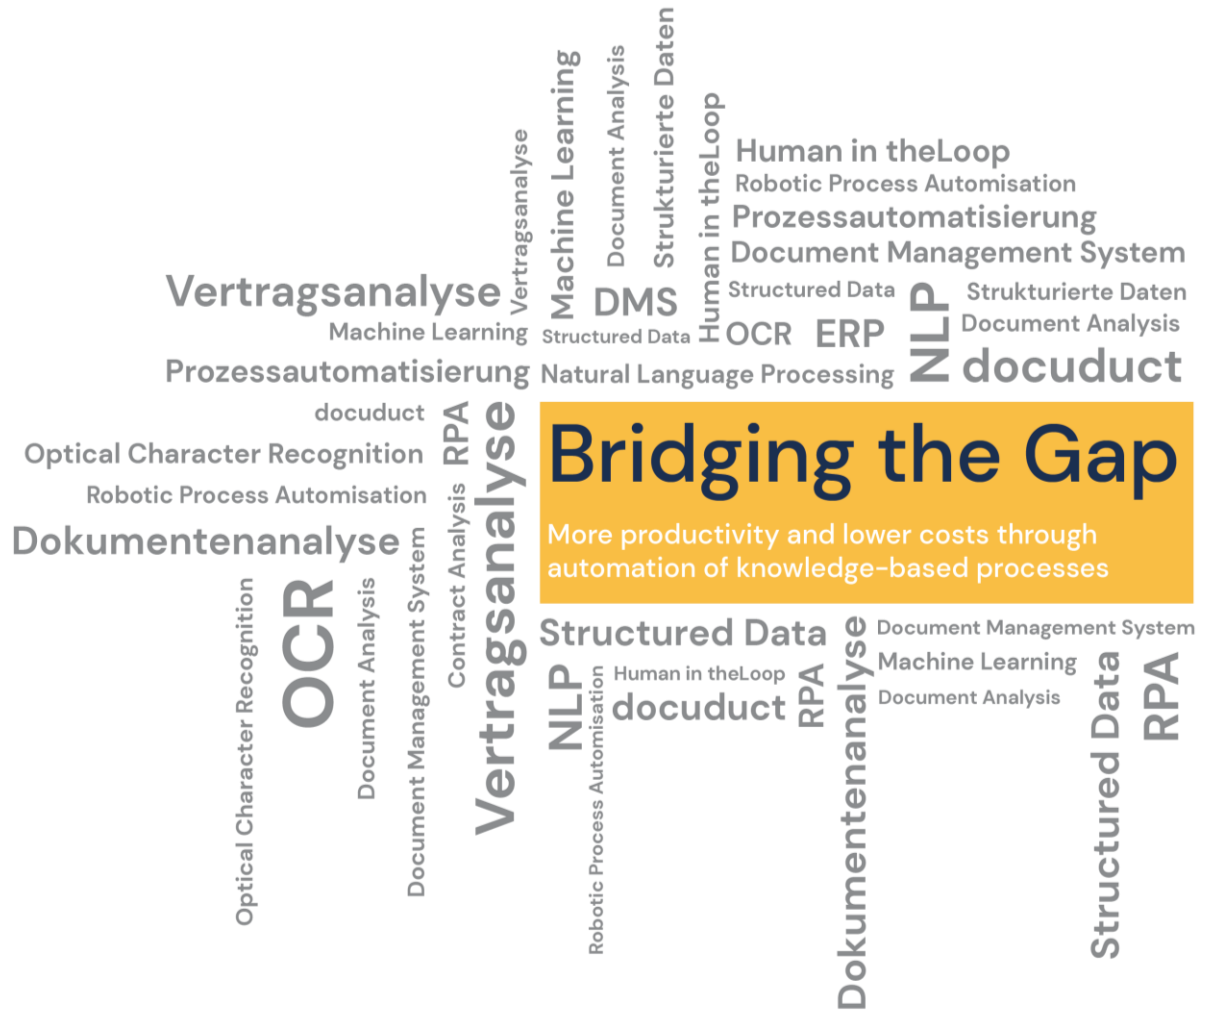 Strukturierte Daten
Document Analysis
Machine Learning
Human in theLoop
Vertragsanalyse
Human in theLoop
Robotic Process Automisation
Prozessautomatisierung
Document Management System
Vertragsanalyse
DMS
Structured Data
NLP
Strukturierte Daten
Machine Learning
Structured Data
OCR
ERP
Document Analysis
Prozessautomatisierung
Natural Language Processing
docuduct
docuduct
RPA
Vertragsanalyse
Bridging the Gap
Optical Character Recognition
Robotic Process Automisation
Contract Analysis
More productivity and lower costs through
automation of knowledge-based processes
Dokumentenanalyse
Document Management System
Optical Character Recognition
OCR
Document Analysis
Structured Data
Dokumentenanalyse
Document Management System
NLP
Robotic Process Automisation
Human in theLoop
RPA
Machine Learning
Structured Data
RPA
docuduct
Document Analysis